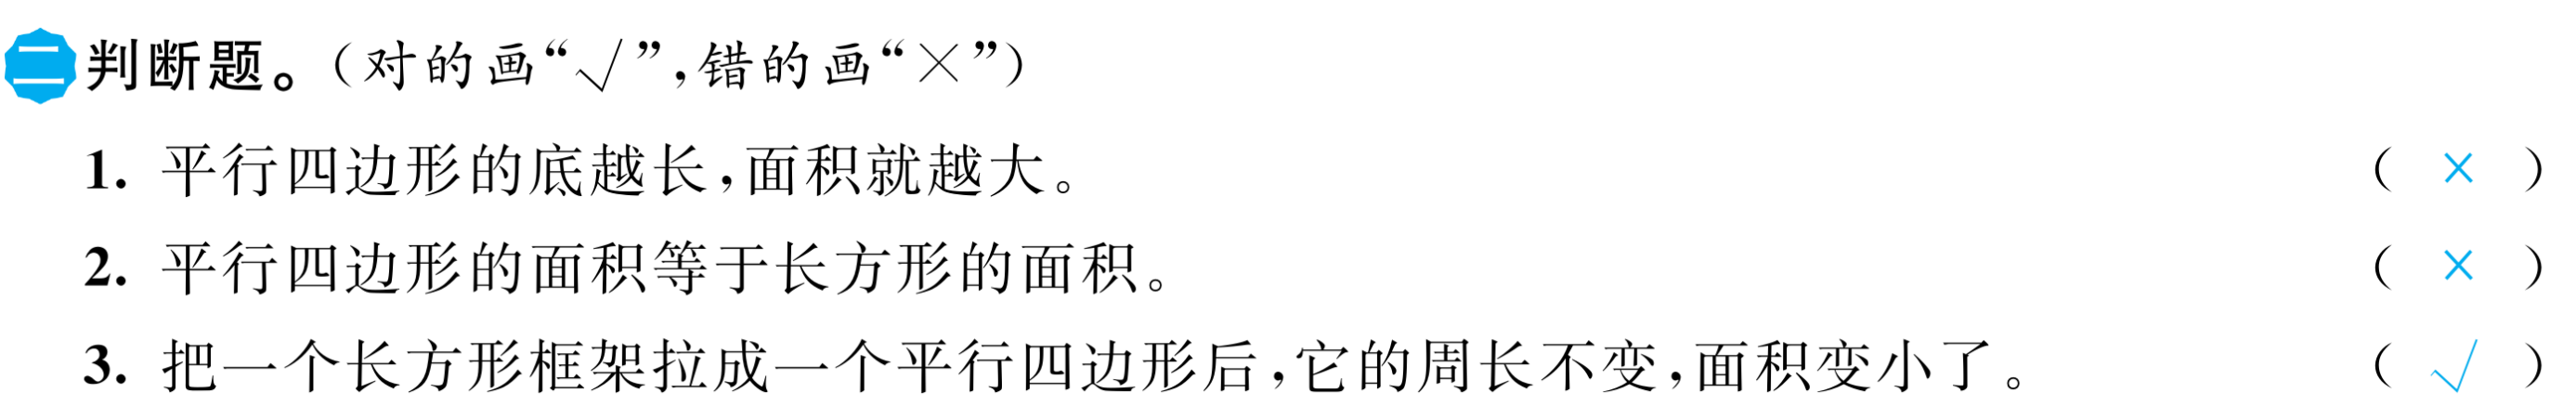 二 判断题。(对的画“√”,错的画“×”)
1. 平行四边形的底越长,面积就越大。 ( × )
2. 平行四边形的面积等于长方形的面积。 ( × )
3. 把一个长方形框架拉成一个平行四边形后,它的周长不变,面积变小了。 ( √ )